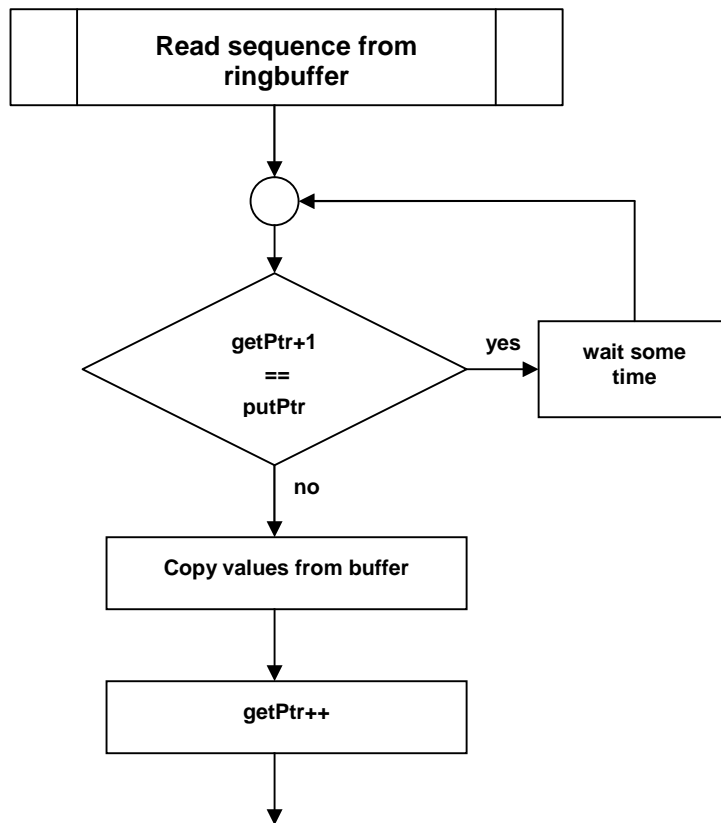 Read sequence from
ringbuffer
getPtr+1
==
putPtr
yes
wait some
time
no
Copy values from buffer
getPtr++